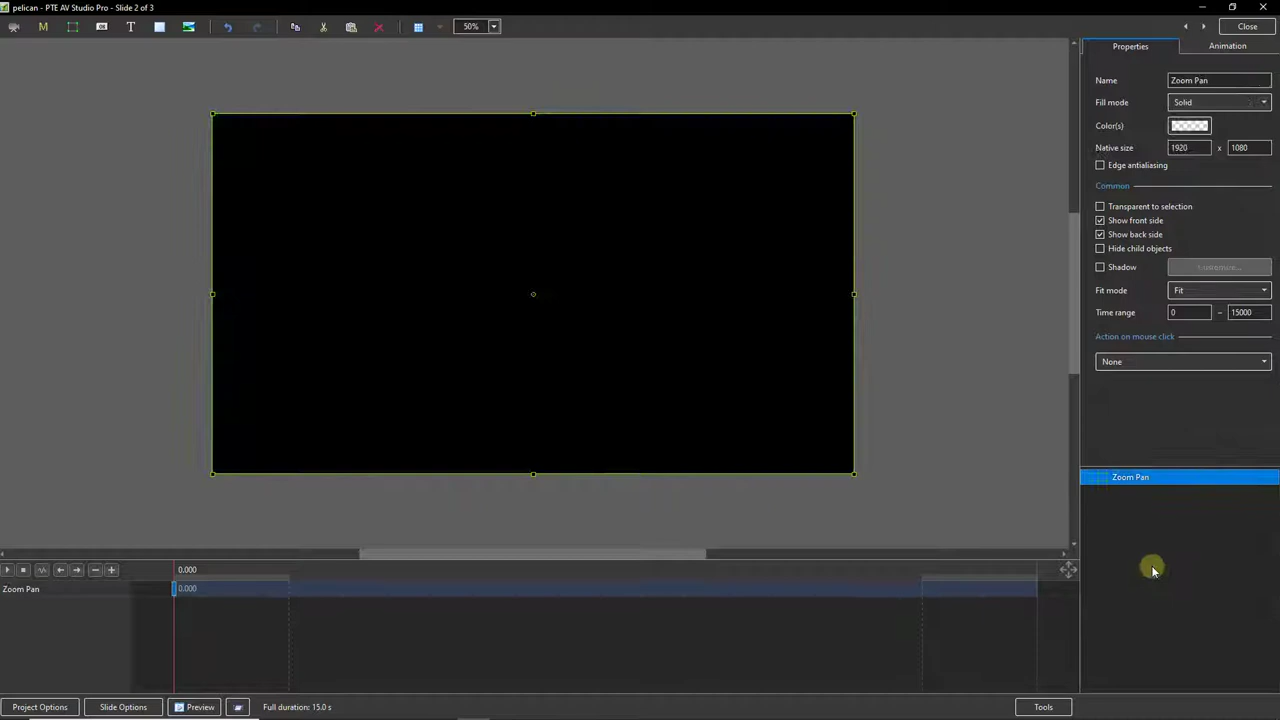 pelican - PTE AV Studio Pro - Slide 2 of 3
M
OK
T
50%
Close
Properties
Animation
Name
Zoom Pan
Fill mode
Solid
Color(s)
Native size
1920
x
1080
Edge antialiasing
Common
Transparent to selection
Show front side
Show back side
Hide child objects
Shadow
Customize...
Fit mode
Fit
Time range
0
-
15000
Action on mouse click
None
Zoom Pan
0.000
Zoom Pan
0.000
Project Options
Slide Options
Preview
Full duration: 15.0 s
Tools